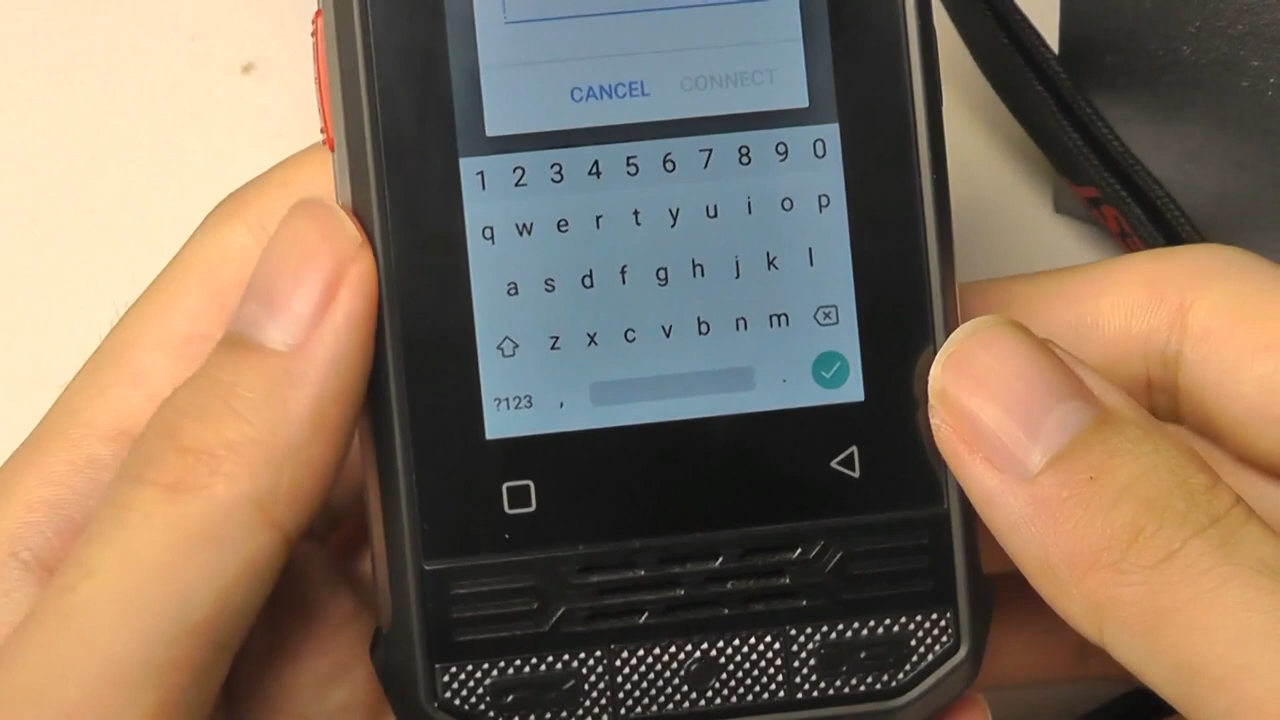 CANCEL CONNECT
1 2 3 4 5 6 7 8 9 0
q w e r t y u i o p
a s d f g h j k l
z x c v b n m
?123 , .